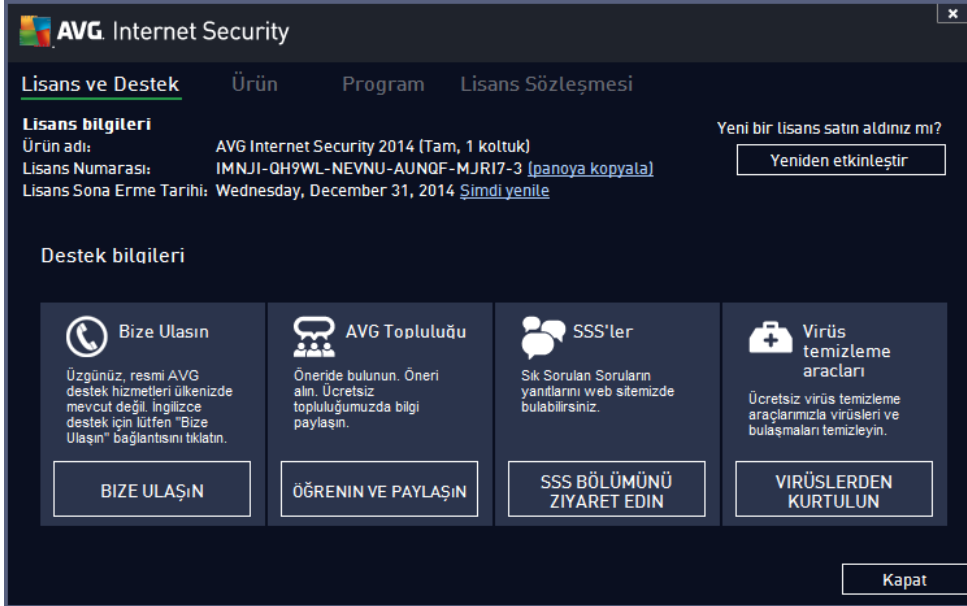 AVG. Internet Security
Lisans ve Destek Ürün Program Lisans Sözleşmesi
Lisans bilgileri
Yeni bir lisans satın aldınız mı?
Ürün adı: AVG Internet Security 2014 (Tam, 1 koltuk)
Yeniden etkinleştir
Lisans Numarası: IMNJI-QH9WL-NEVNU-AUNQF-MJRI7-3 (panoya kopyala)
Lisans Sona Erme Tarihi: Wednesday, December 31, 2014 Şimdi yenile
Destek bilgileri
Bize Ulasın
Üzgünüz, resmi AVG
destek hizmetleri ülkenizde
mevcut değil. İngilizce
destek için lütfen "Bize
Ulaşın" bağlantısını tıklatın.
BIZE ULAŞıN
AVG Topluluğu
Öneride bulunun. Öneri
alın. Ücretsiz
topluluğumuzda bilgi
paylaşın.
ÖĞRENIN VE PAYLAŞıN
SSS'ler
Sık Sorulan Soruların
yanıtlarını web sitemizde
bulabilirsiniz.
SSS BÖLÜMÜNÜ
ZIYARET EDIN
Virüs
temizleme
aracları
Ücretsiz virüs temizleme
araçlarımızla virüsleri ve
bulaşmaları temizleyin.
VIRÜSLERDEN
KURTULUN
Kapat